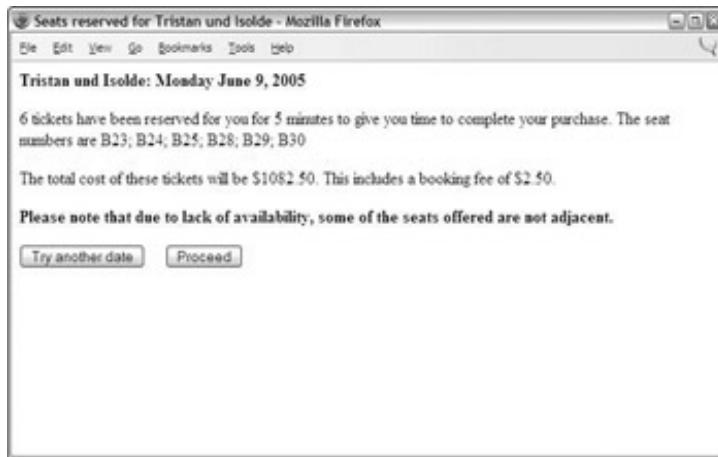 Seats reserved for Tristan und Isolde - Mozilla Firefox
File Edit View Go Bookmarks Tools Help
Tristan und Isolde: Monday June 9, 2005
6 tickets have been reserved for you for 5 minutes to give you time to complete your purchase. The seat
numbers are B23; B24; B25; B28; B29; B30
The total cost of these tickets will be $1082.50. This includes a booking fee of $2.50.
Please note that due to lack of availability, some of the seats offered are not adjacent.
Try another date Proceed